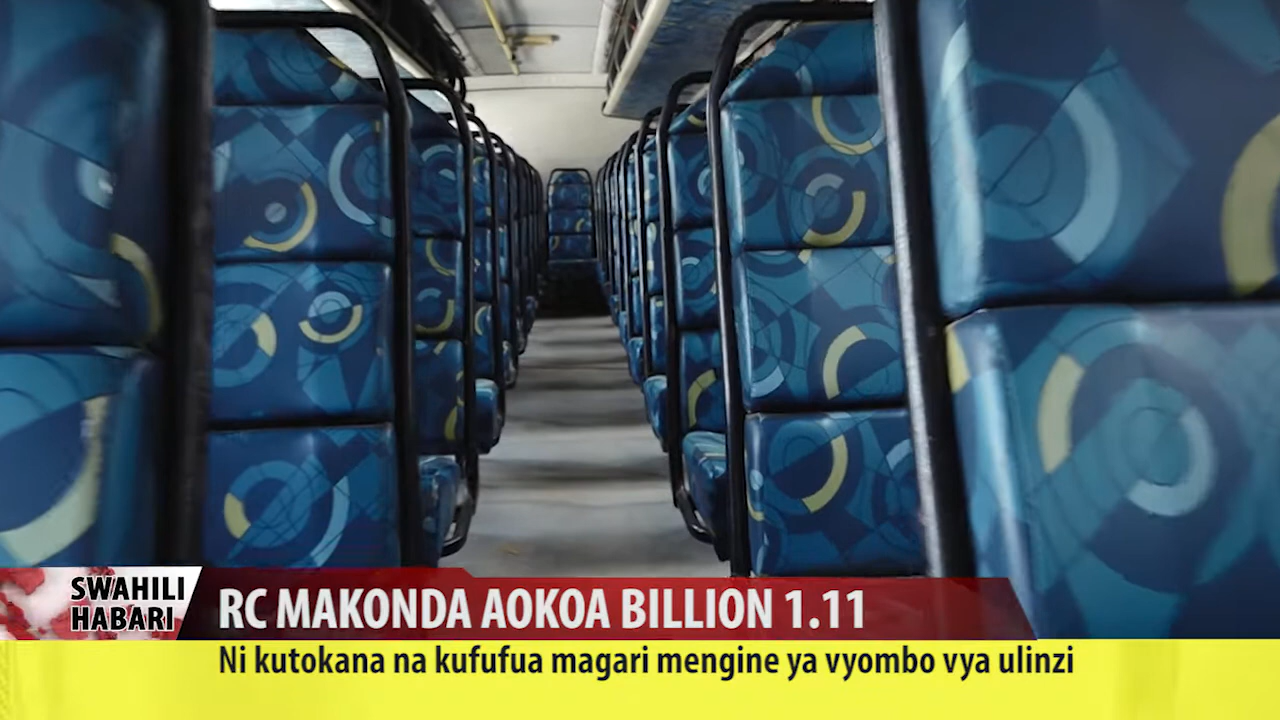 SWAHILI
HABARI
RC MAKONDA AOKOA BILLION 1.11
Ni kutokana na kufufua magari mengine ya vyombo vya ulinzi